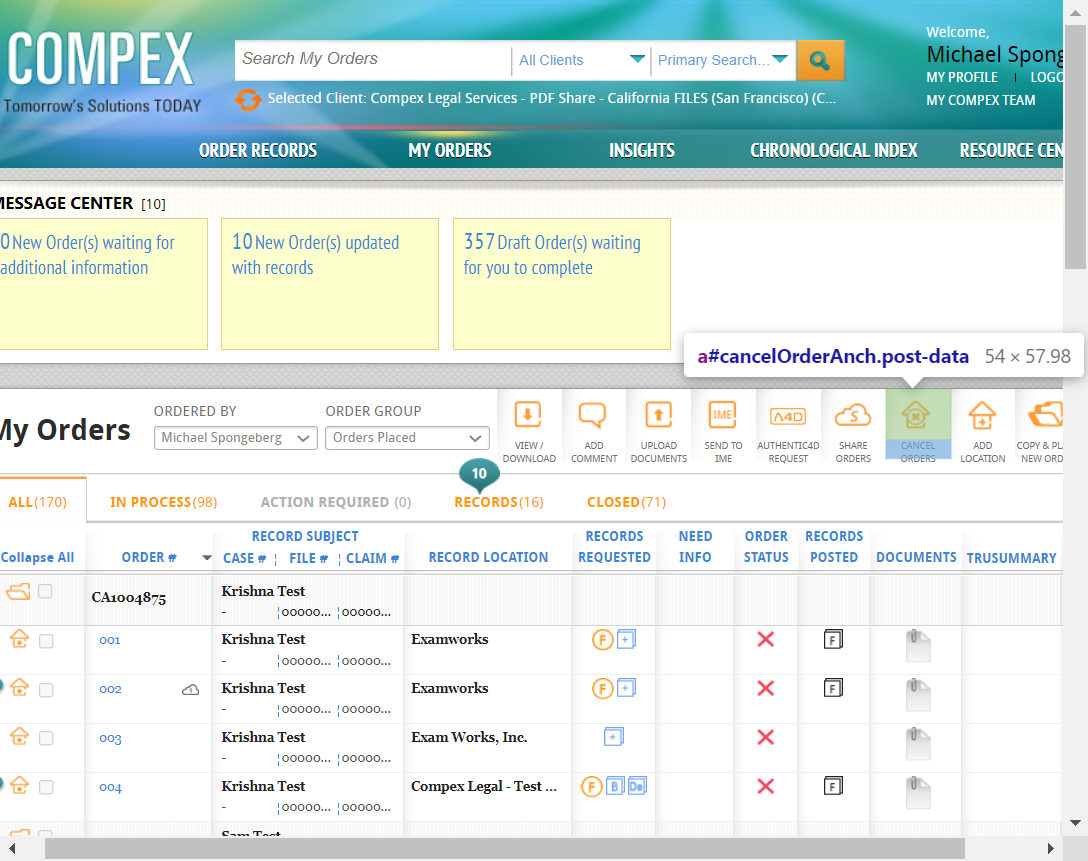 COMPEX
Tomorrow's Solutions TODAY
Search My Orders
All Clients
Primary Search...
Welcome,
Michael Spong
MY PROFILE | LOGO
MY COMPEX TEAM
Selected Client: Compex Legal Services - PDF Share - California FILES (San Francisco) (C...
ORDER RECORDS MY ORDERS INSIGHTS CHRONOLOGICAL INDEX RESOURCE CEN
MESSAGE CENTER [10]
0 New Order(s) waiting for
additional information
10 New Order(s) updated
with records
357 Draft Order(s) waiting
for you to complete
a#cancelOrderAnch.post-data 54 × 57.98
My Orders
ORDERED BY
Michael Spongeberg
ORDER GROUP
Orders Placed
VIEW /
DOWNLOAD
ADD
COMMENT
UPLOAD
DOCUMENTS
IME
SEND TO
IME
A4D
AUTHENTIC4D
REQUEST
S
SHARE
ORDERS
CANCEL
ORDERS
ADD
LOCATION
COPY & PL
NEW ORD
10
ALL(170) IN PROCESS(98) ACTION REQUIRED (0) RECORDS(16) CLOSED(71)
Collapse All
ORDER #
RECORD SUBJECT
CASE # ¦ FILE # ¦ CLAIM #
RECORD LOCATION
RECORDS
REQUESTED
NEED
INFO
ORDER
STATUS
RECORDS
POSTED
DOCUMENTS
TRUSUMMARY
CA1004875 Krishna Test
- ¦00000... ¦00000...
001 Krishna Test Examworks F + F
- ¦00000... ¦00000...
002 1 Krishna Test Examworks F + F
- ¦00000... ¦00000...
003 Krishna Test Exam Works, Inc. +
- ¦00000... ¦00000...
004 Krishna Test Compex Legal - Test ... F B De F
- ¦00000... ¦00000...
Sam Test